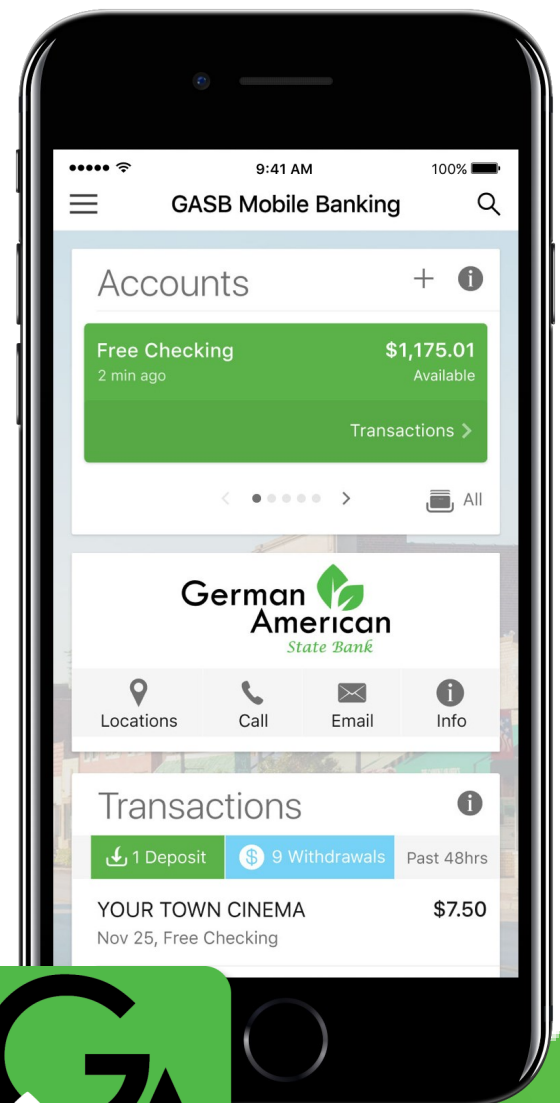 9:41 AM 100%
GASB Mobile Banking
Accounts
Free Checking $1,175.01
2 min ago Available
Transactions
All
German
American
State Bank
Locations Call Email Info
Transactions
1 Deposit $ 9 Withdrawals Past 48hrs
YOUR TOWN CINEMA $7.50
Nov 25, Free Checking
GA